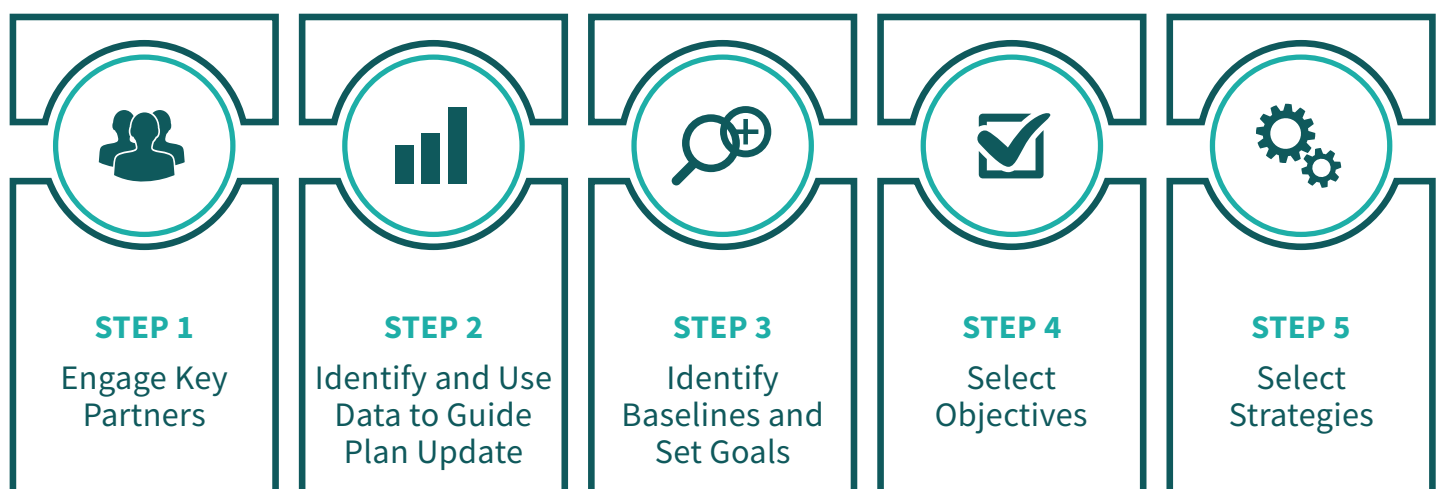 STEP 1
Engage Key
Partners
STEP 2
Identify and Use
Data to Guide
Plan Update
STEP 3
Identify
Baselines and
Set Goals
STEP 4
Select
Objectives
STEP 5
Select
Strategies